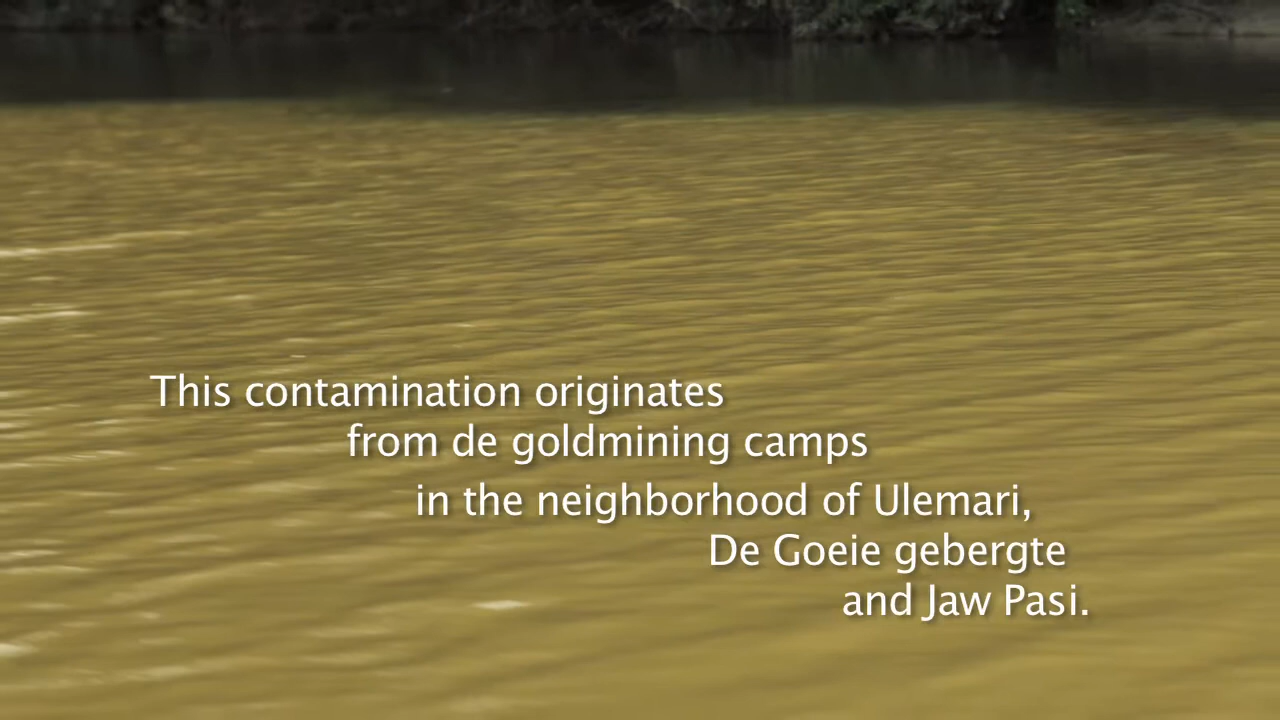 This contamination originates
from de goldmining camps
in the neighborhood of Ulemari,
De Goeie gebergte
and Jaw Pasi.